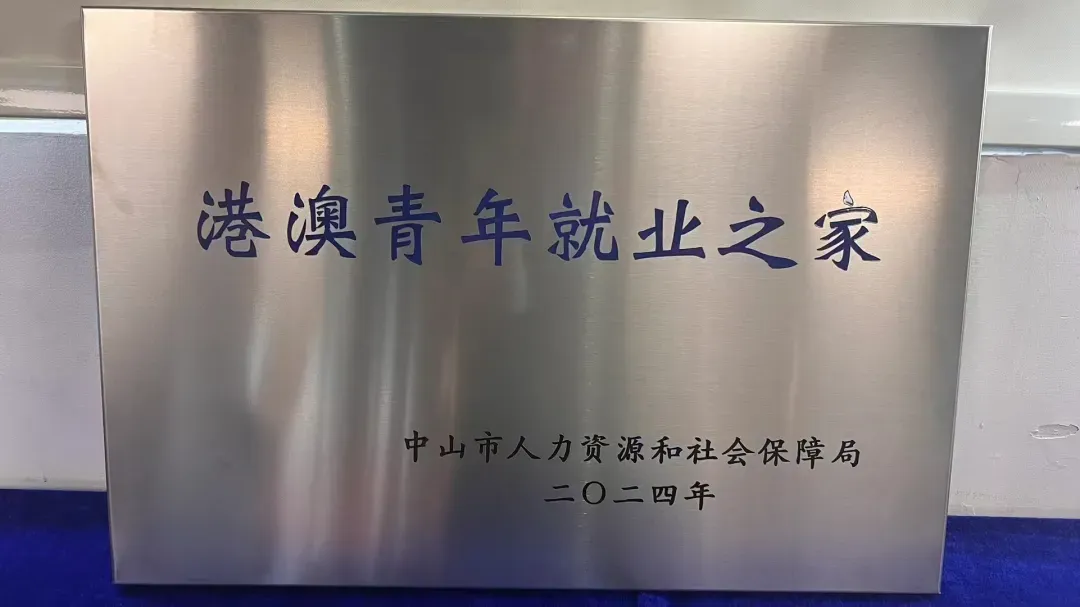 港澳青年就业之家
中山市人力资源和社会保障局
二〇二四年